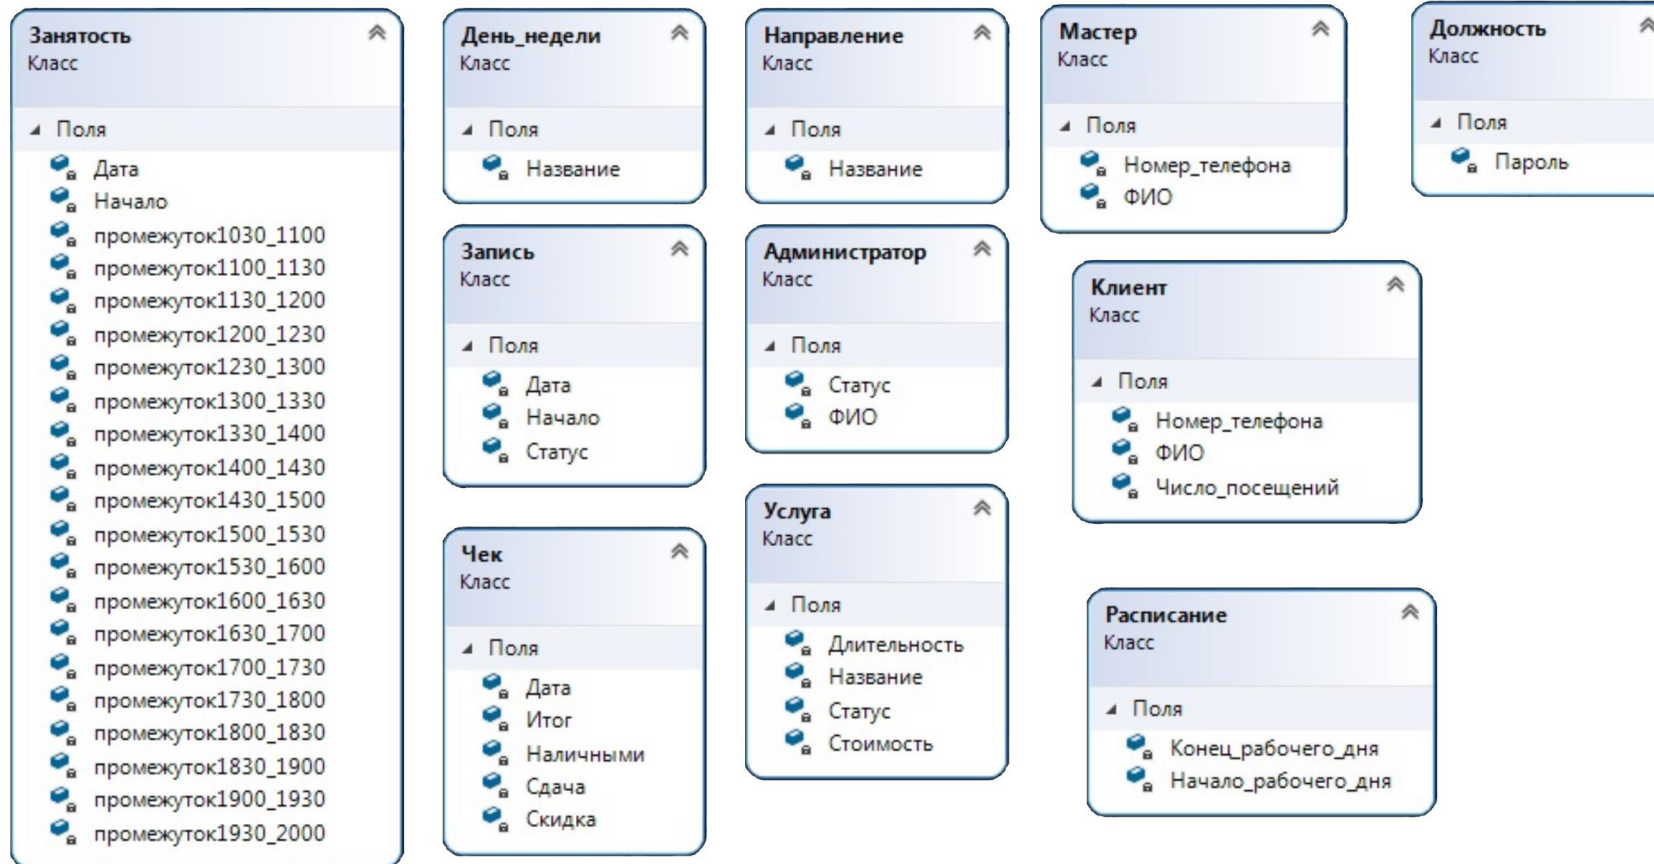 Занятость
Класс
Поля
Дата
Начало
промежуток1030_1100
промежуток1100_1130
промежуток1130_1200
промежуток1200_1230
промежуток1230_1300
промежуток1300_1330
промежуток1330_1400
промежуток1400_1430
промежуток1430_1500
промежуток1500_1530
промежуток1530_1600
промежуток1600_1630
промежуток1630_1700
промежуток1700_1730
промежуток1730_1800
промежуток1800_1830
промежуток1830_1900
промежуток1900_1930
промежуток1930_2000
День_недели
Класс
Поля
Название
Запись
Класс
Поля
Дата
Начало
Статус
Чек
Класс
Поля
Дата
Итог
Наличными
Сдача
Скидка
Направление
Класс
Поля
Название
Администратор
Класс
Поля
Статус
ФИО
Услуга
Класс
Поля
Длительность
Название
Статус
Стоимость
Мастер
Класс
Поля
Номер_телефона
ФИО
Клиент
Класс
Поля
Номер_телефона
ФИО
Число_посещений
Расписание
Класс
Поля
Конец_рабочего_дня
Начало_рабочего_дня
Должность
Класс
Поля
Пароль